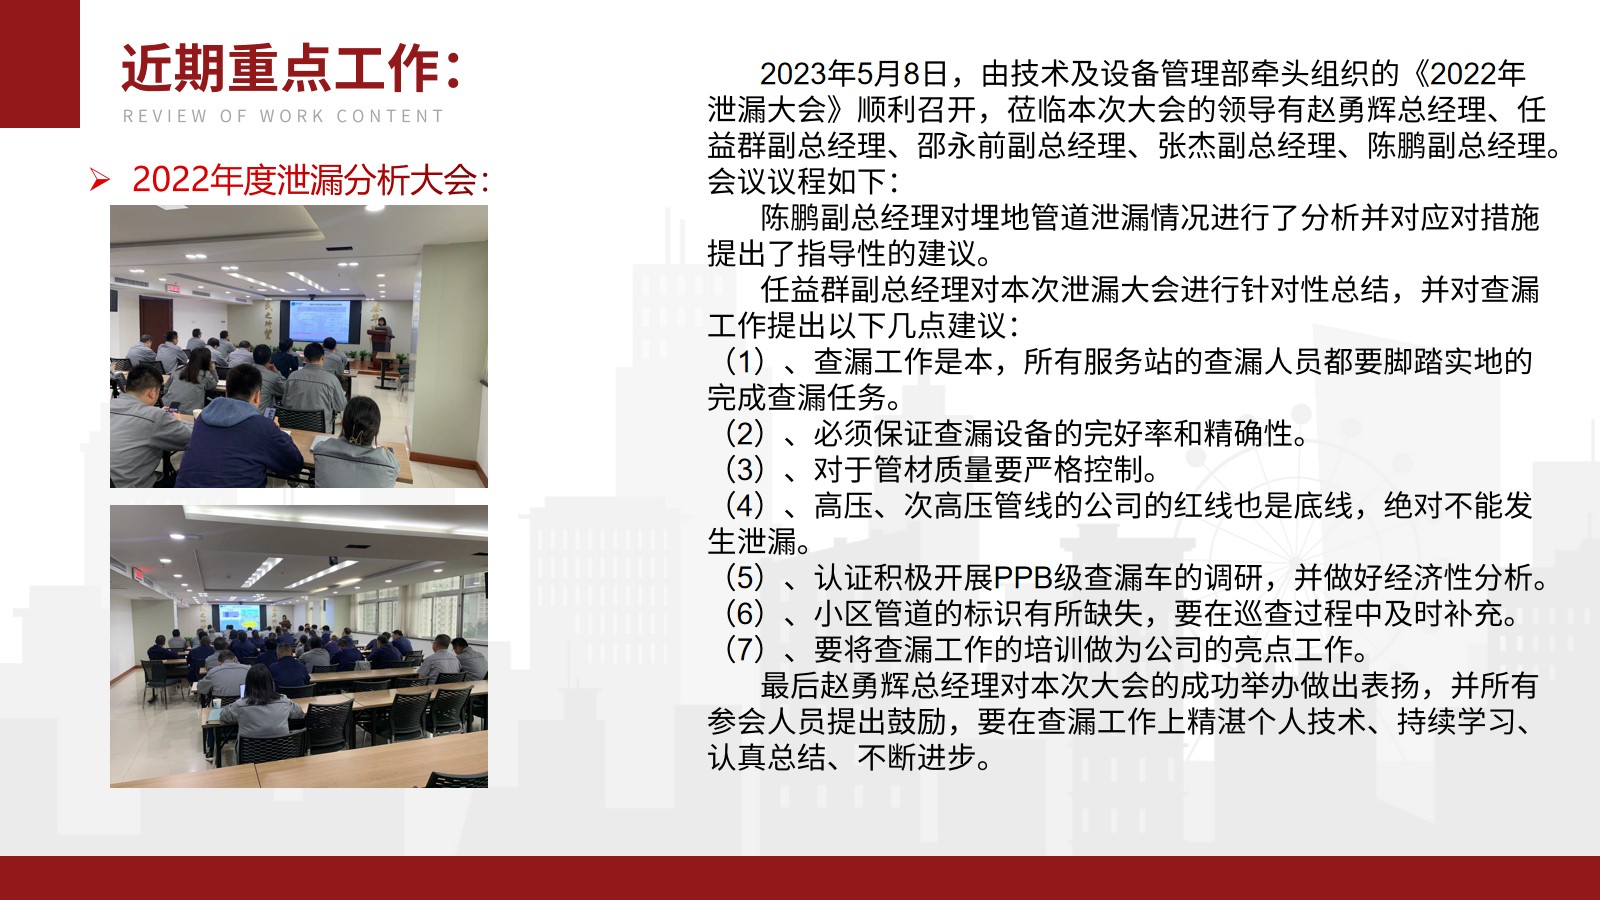 近期重点工作：
REVIEW OF WORK CONTENT
2022年度泄漏分析大会：
2023年5月8日，由技术及设备管理部牵头组织的《2022年
泄漏大会》顺利召开，莅临本次大会的领导有赵勇辉总经理、任
益群副总经理、邵永前副总经理、张杰副总经理、陈鹏副总经理。
会议议程如下：
陈鹏副总经理对埋地管道泄漏情况进行了分析并对应对措施
提出了指导性的建议。
任益群副总经理对本次泄漏大会进行针对性总结，并对查漏
工作提出以下几点建议：
（1）、查漏工作是本，所有服务站的查漏人员都要脚踏实地的
完成查漏任务。
（2）、必须保证查漏设备的完好率和精确性。
（3）、对于管材质量要严格控制。
（4）、高压、次高压管线的公司的红线也是底线，绝对不能发
生泄漏。
（5）、认证积极开展PPB级查漏车的调研，并做好经济性分析。
（6）、小区管道的标识有所缺失，要在巡查过程中及时补充。
（7）、要将查漏工作的培训做为公司的亮点工作。
最后赵勇辉总经理对本次大会的成功举办做出表扬，并所有
参会人员提出鼓励，要在查漏工作上精湛个人技术、持续学习、
认真总结、不断进步。